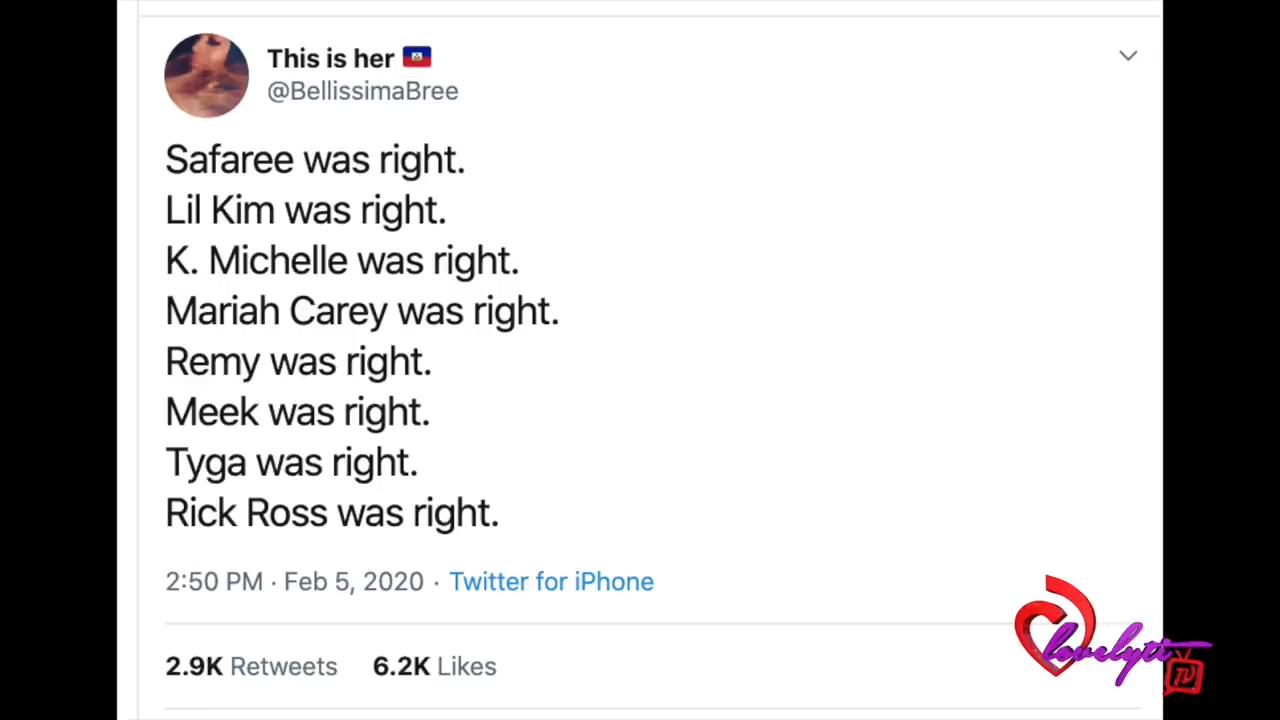 This is her
@BellissimaBree
Safaree was right.
Lil Kim was right.
K. Michelle was right.
Mariah Carey was right.
Remy was right.
Meek was right.
Tyga was right.
Rick Ross was right.
2:50 PM · Feb 5, 2020 · Twitter for iPhone
2.9K Retweets 6.2K Likes
lovelyti
TV